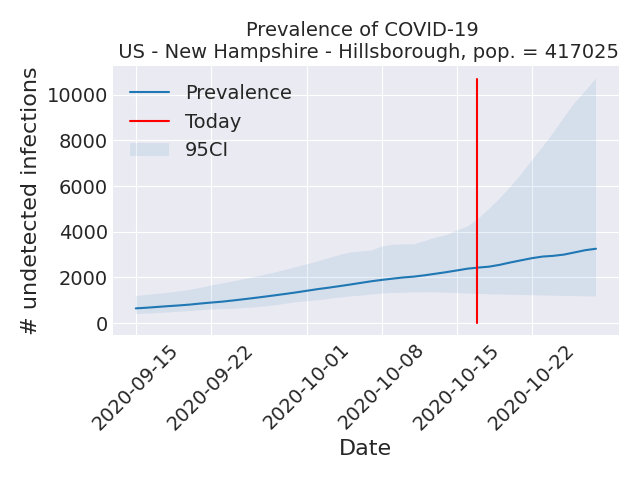 Prevalence of COVID-19
US - New Hampshire - Hillsborough, pop. = 417025
# undetected infections
10000
8000
6000
4000
2000
0
Prevalence
Today
95CI
2020-09-15
2020-09-22
2020-10-01
2020-10-08
2020-10-15
2020-10-22
Date